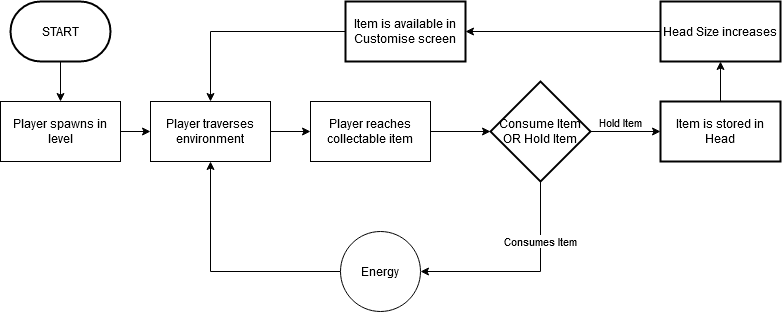 START
Item is available in
Customise screen
Head Size increases
Player spawns in
level
Player traverses
environment
Player reaches
collectable item
Consume Item
OR Hold Item
Hold Item
Item is stored in
Head
Consumes Item
Energy